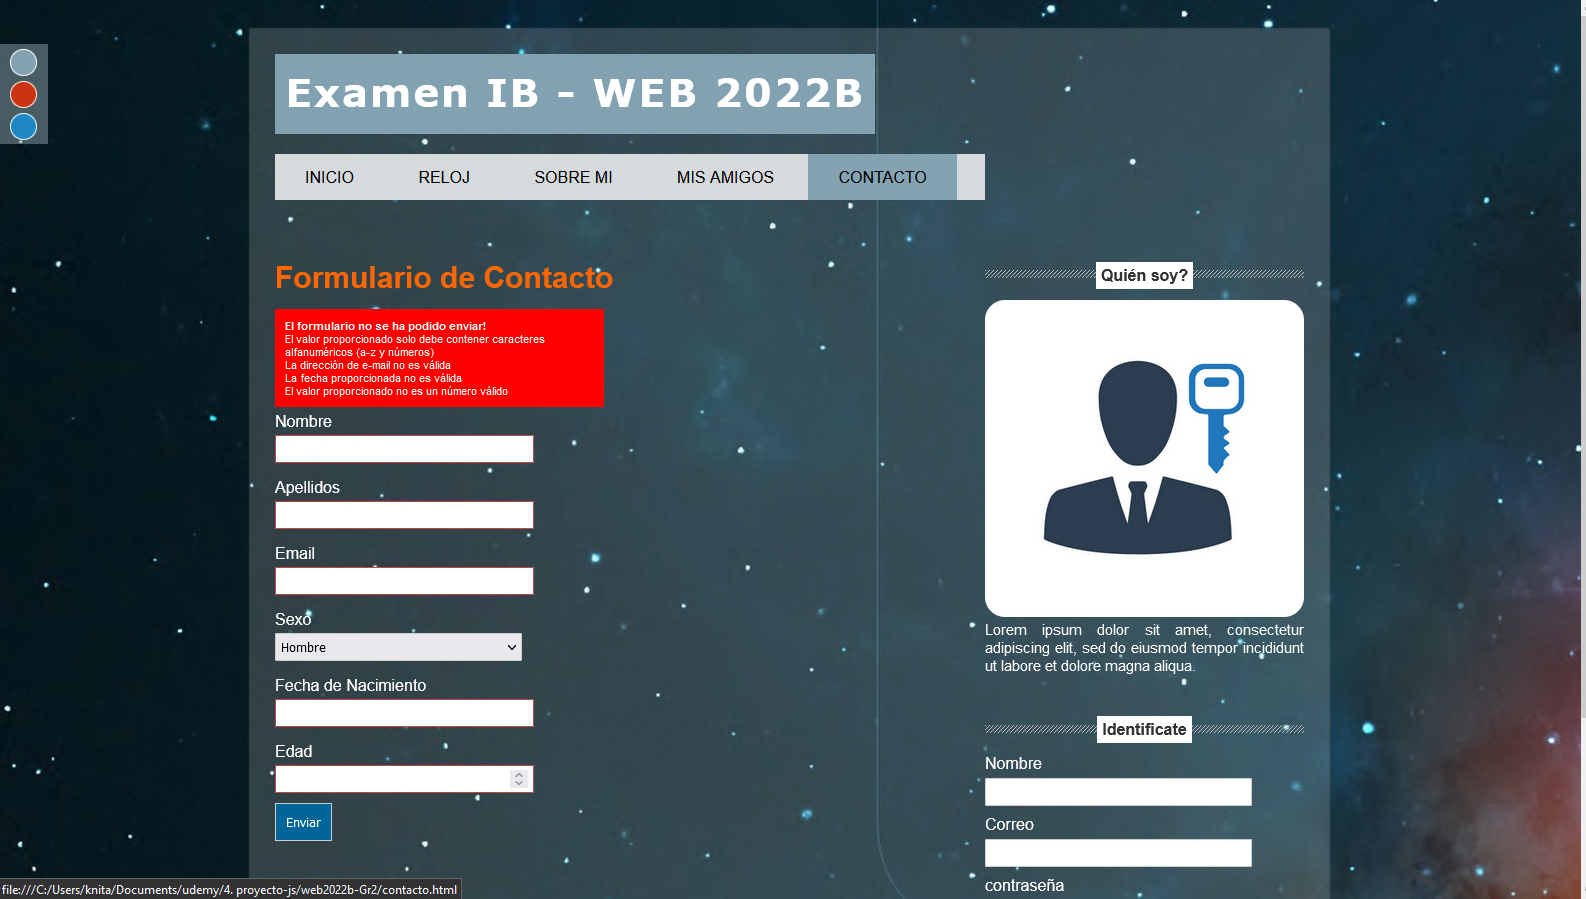 Examen IB - WEB 2022B
INICIO RELOJ SOBRE MI MIS AMIGOS CONTACTO
Formulario de Contacto
El formulario no se ha podido enviar!
El valor proporcionado solo debe contener caracteres
alfanuméricos (a-z y números)
La dirección de e-mail no es válida
La fecha proporcionada no es válida
El valor proporcionado no es un número válido
Nombre
Apellidos
Email
Sexo
Hombre
Fecha de Nacimiento
Edad
Enviar
Quién soy?
Lorem ipsum dolor sit amet, consectetur
adipiscing elit, sed do eiusmod tempor incididunt
ut labore et dolore magna aliqua.
Identificate
Nombre
Correo
contraseña
file:///C:/Users/knita/Documents/udemy/4. proyecto-js/web2022b-Gr2/contacto.html